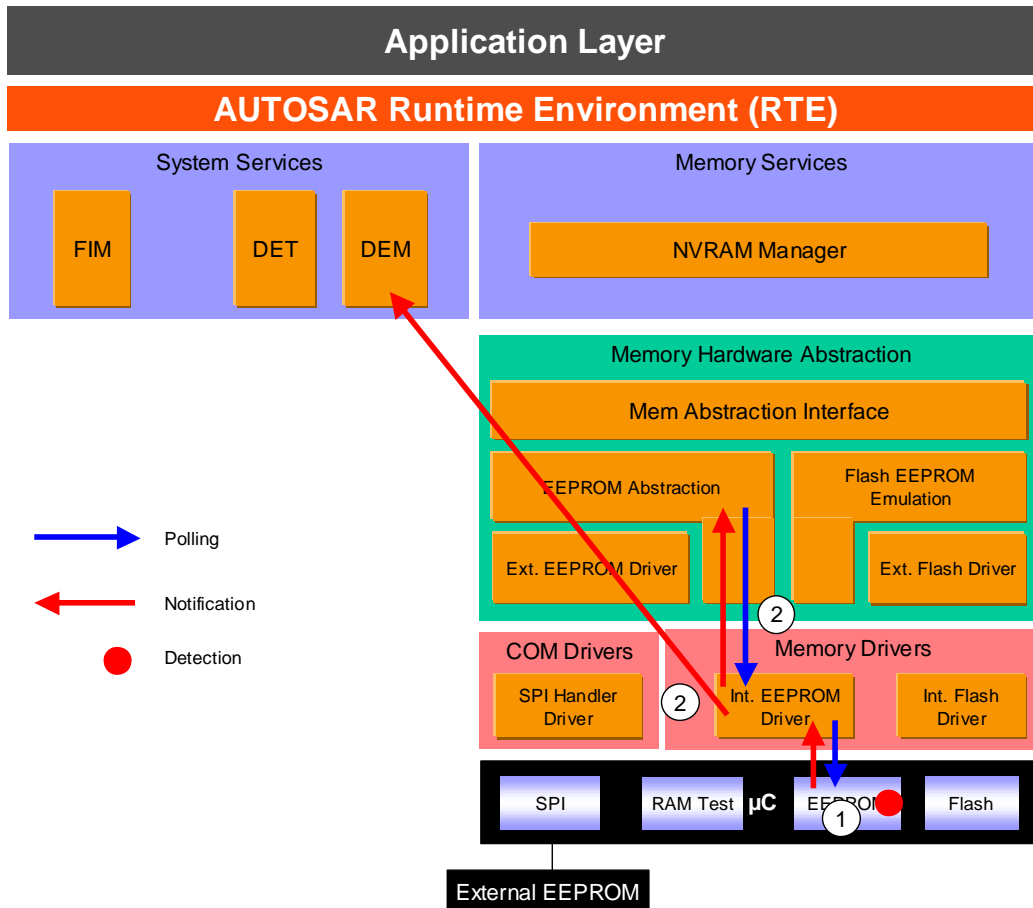 Application Layer
AUTOSAR Runtime Environment (RTE)
System Services
FIM
DET
DEM
Memory Services
NVRAM Manager
Memory Hardware Abstraction
Mem Abstraction Interface
EEPROM Abstraction
Flash EEPROM
Emulation
Ext. EEPROM Driver
Ext. Flash Driver
Polling
Notification
Detection
2
COM Drivers
SPI Handler
Driver
2
Memory Drivers
Int. EEPROM
Driver
Int. Flash
Driver
SPI
RAM Test
µC
EEPROM
1
Flash
External EEPROM